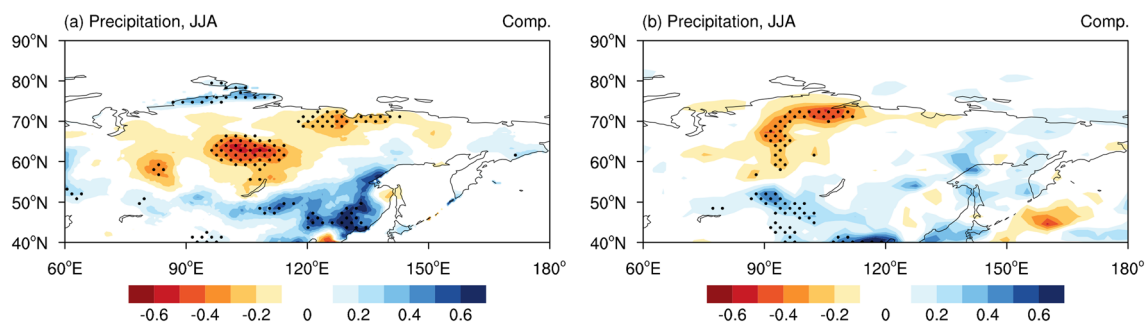 (a) Precipitation, JJA Comp.
90°N
80°N
70°N
60°N
50°N
40°N
60°E 90°E 120°E 150°E 180°
-0.6 -0.4 -0.2 0 0.2 0.4 0.6
(b) Precipitation, JJA Comp.
90°N
80°N
70°N
60°N
50°N
40°N
60°E 90°E 120°E 150°E 180°
-0.6 -0.4 -0.2 0 0.2 0.4 0.6